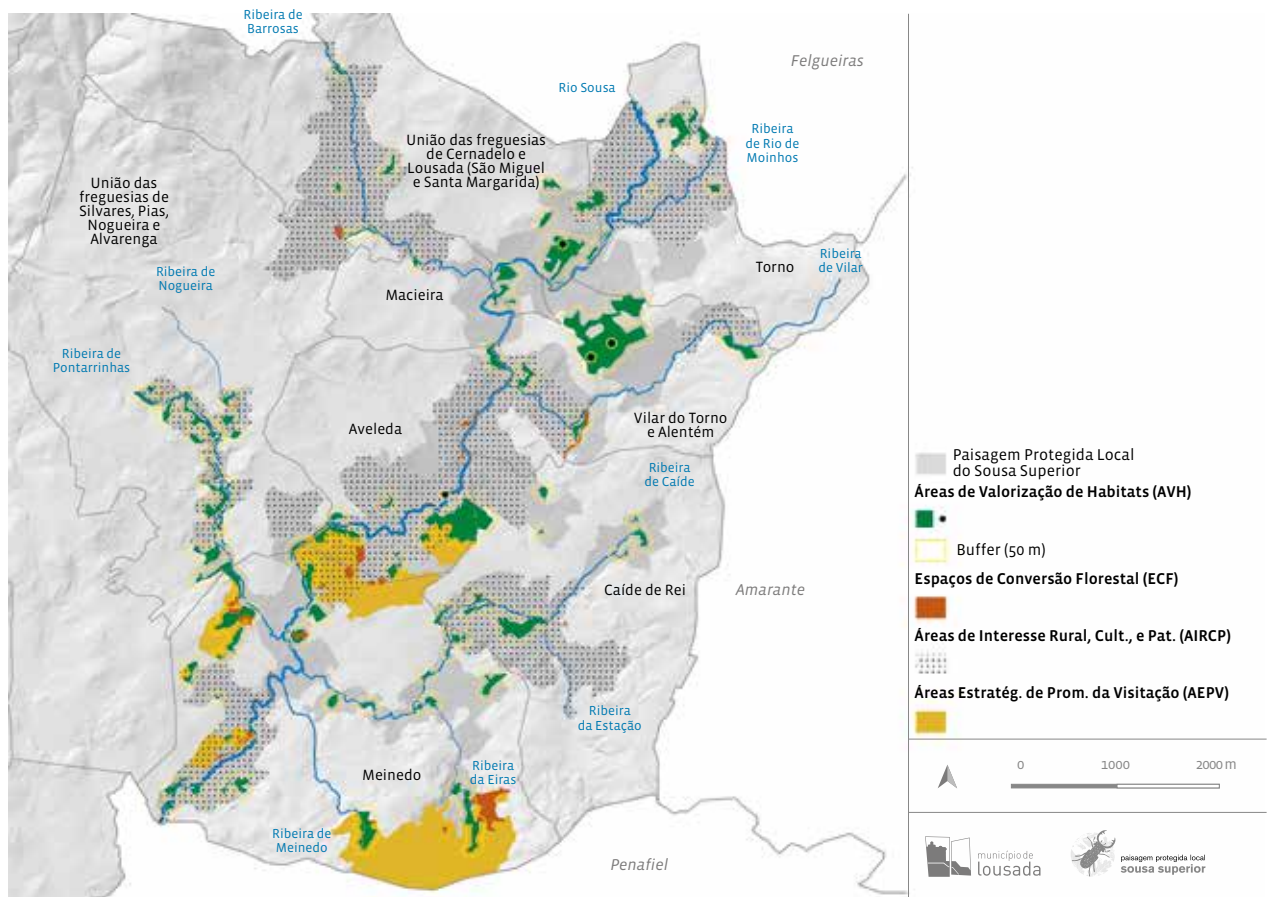 Ribeira de
Barrosas
Felgueiras
Rio Sousa
Ribeira
de Rio de
Moinhos
União das freguesias
de Cernadelo e
Lousada (São Miguel
e Santa Margarida)
União das
freguesias de
Silvares, Pias,
Nogueira e
Alvarenga
Ribeira
de Vilar
Torno
Ribeira de
Nogueira
Macieira
Ribeira de
Pontarrinhas
Aveleda
Vilar do Torno
e Alentém
Ribeira
de Caíde
Caíde de Rei
Amarante
Ribeira
da Estação
Meinedo
Ribeira
da Eiras
Ribeira de
Meinedo
Penafiel
Paisagem Protegida Local
do Sousa Superior
Áreas de Valorização de Habitats (AVH)
Buffer (50 m)
Espaços de Conversão Florestal (ECF)
Áreas de Interesse Rural, Cult., e Pat. (AIRCP)
Áreas Estratég. de Prom. da Visitação (AEPV)
0 1000 2000 m
município de
lousada
paisagem protegida local
sousa superior